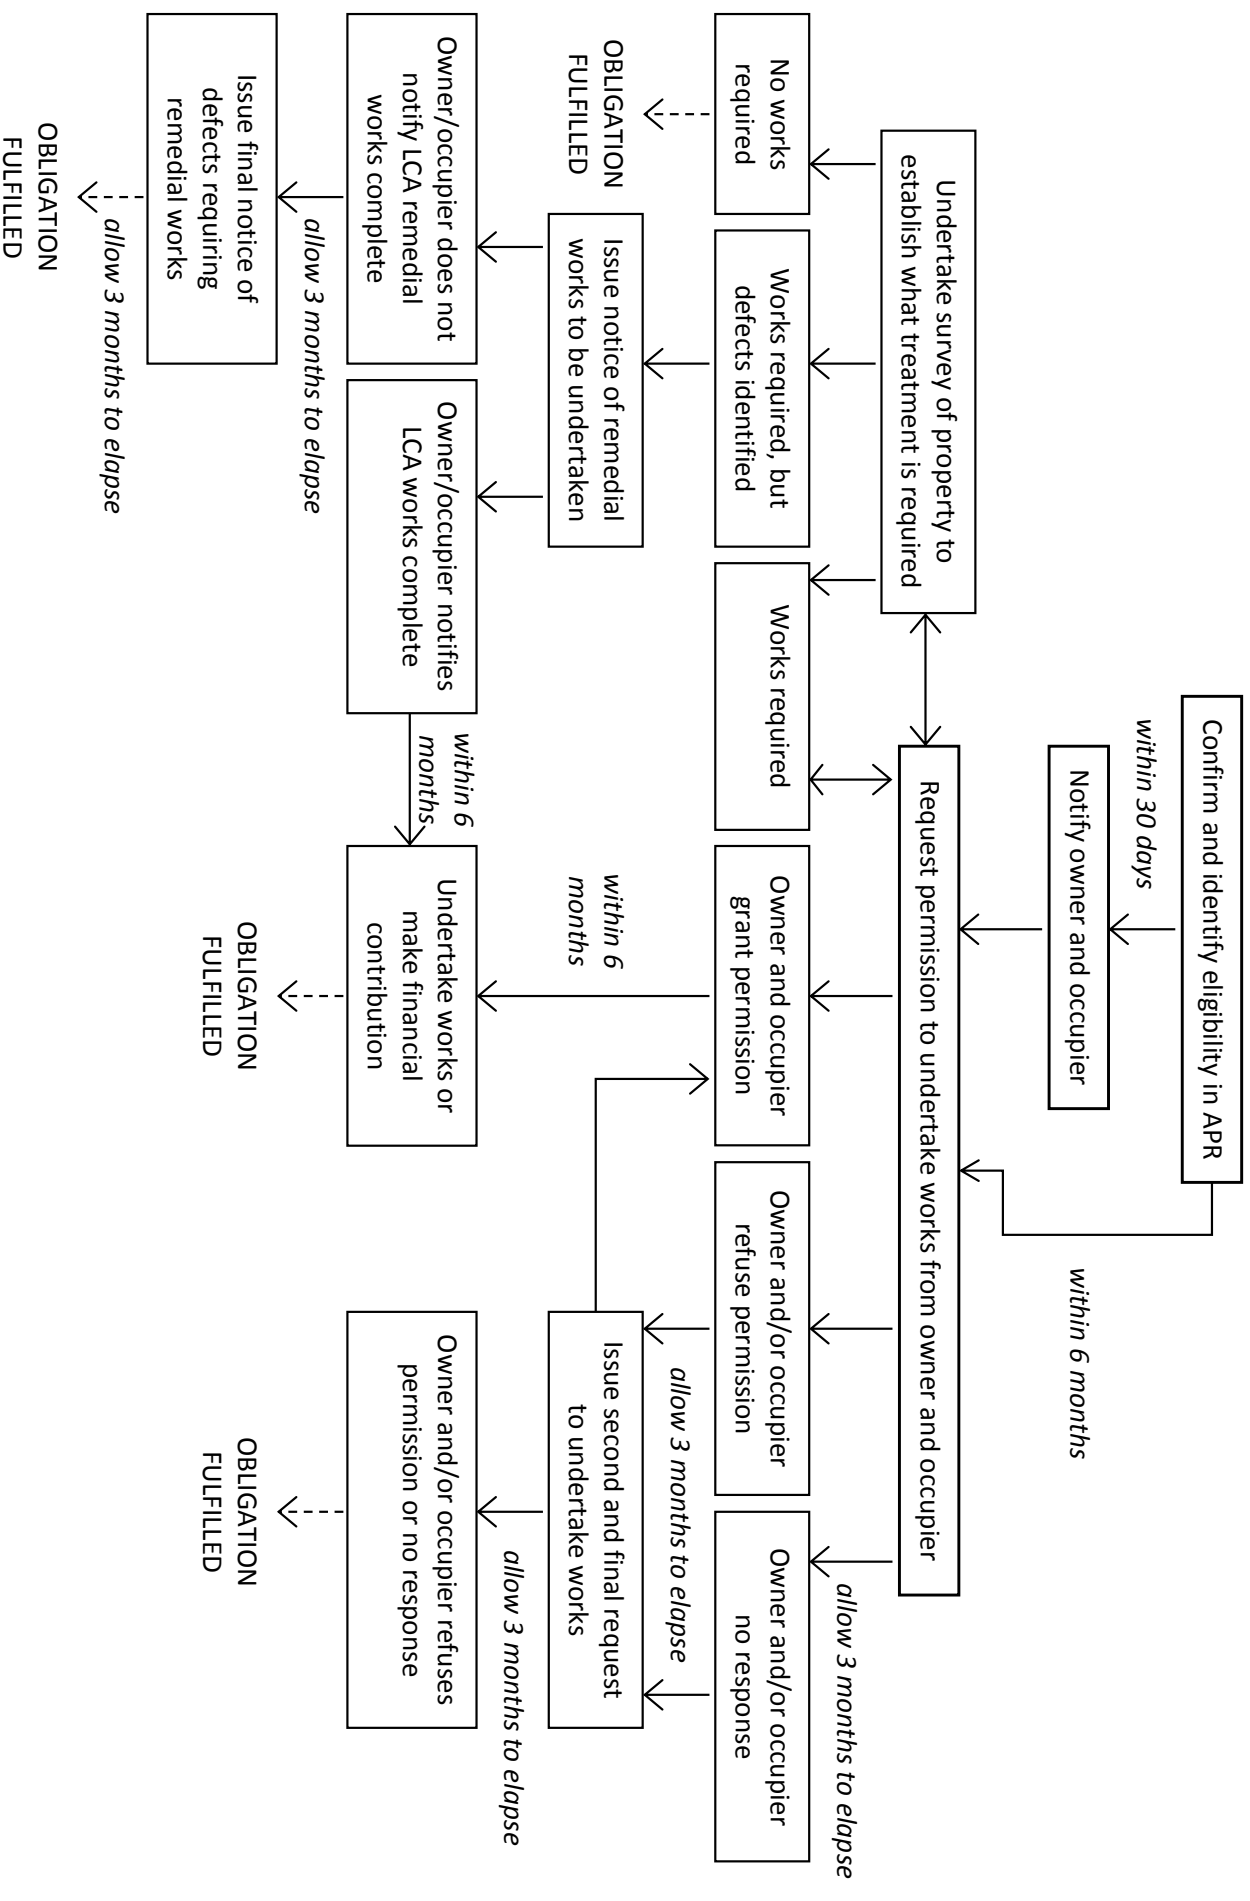 Confirm and identify eligibility in APR
within 30 days
within 6 months
Notify owner and occupier
Request permission to undertake works from owner and occupier
Undertake survey of property to
establish what treatment is required
allow 3 months to elapse
No works
required
Works required, but
defects identified
Works required
Owner and occupier
grant permission
Owner and/or occupier
refuse permission
Owner and/or occupier
no response
allow 3 months to elapse
OBLIGATION
FULFILLED
Issue notice of remedial
works to be undertaken
within 6
months
Issue second and final request
to undertake works
allow 3 months to elapse
Owner/occupier does not
notify LCA remedial
works complete
Owner/occupier notifies
LCA works complete
within 6
months
Undertake works or
make financial
contribution
Owner and/or occupier refuses
permission or no response
allow 3 months to elapse
Issue final notice of
defects requiring
remedial works
OBLIGATION
FULFILLED
OBLIGATION
FULFILLED
allow 3 months to elapse
OBLIGATION
FULFILLED